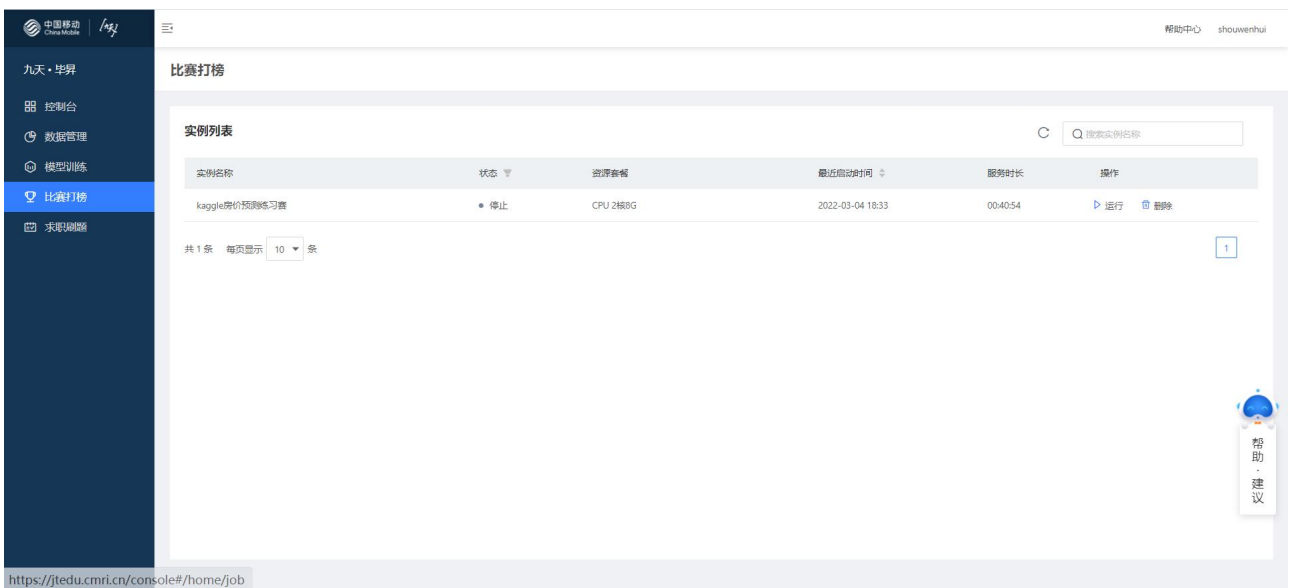 中国移动
China Mobile
帮助中心 shouwenhui
九天·毕昇
控制台
数据管理
模型训练
比赛打榜
求职刷题
比赛打榜
实例列表
搜索实例名称
实例名称 状态 资源套餐 最近启动时间 服务时长 操作
kaggle房价预测练习赛 停止 CPU 2核8G 2022-03-04 18:33 00:40:54 运行 删除
共 1 条 每页显示 10 条
1
帮助·建议
https://jtedu.cmri.cn/console#/home/job